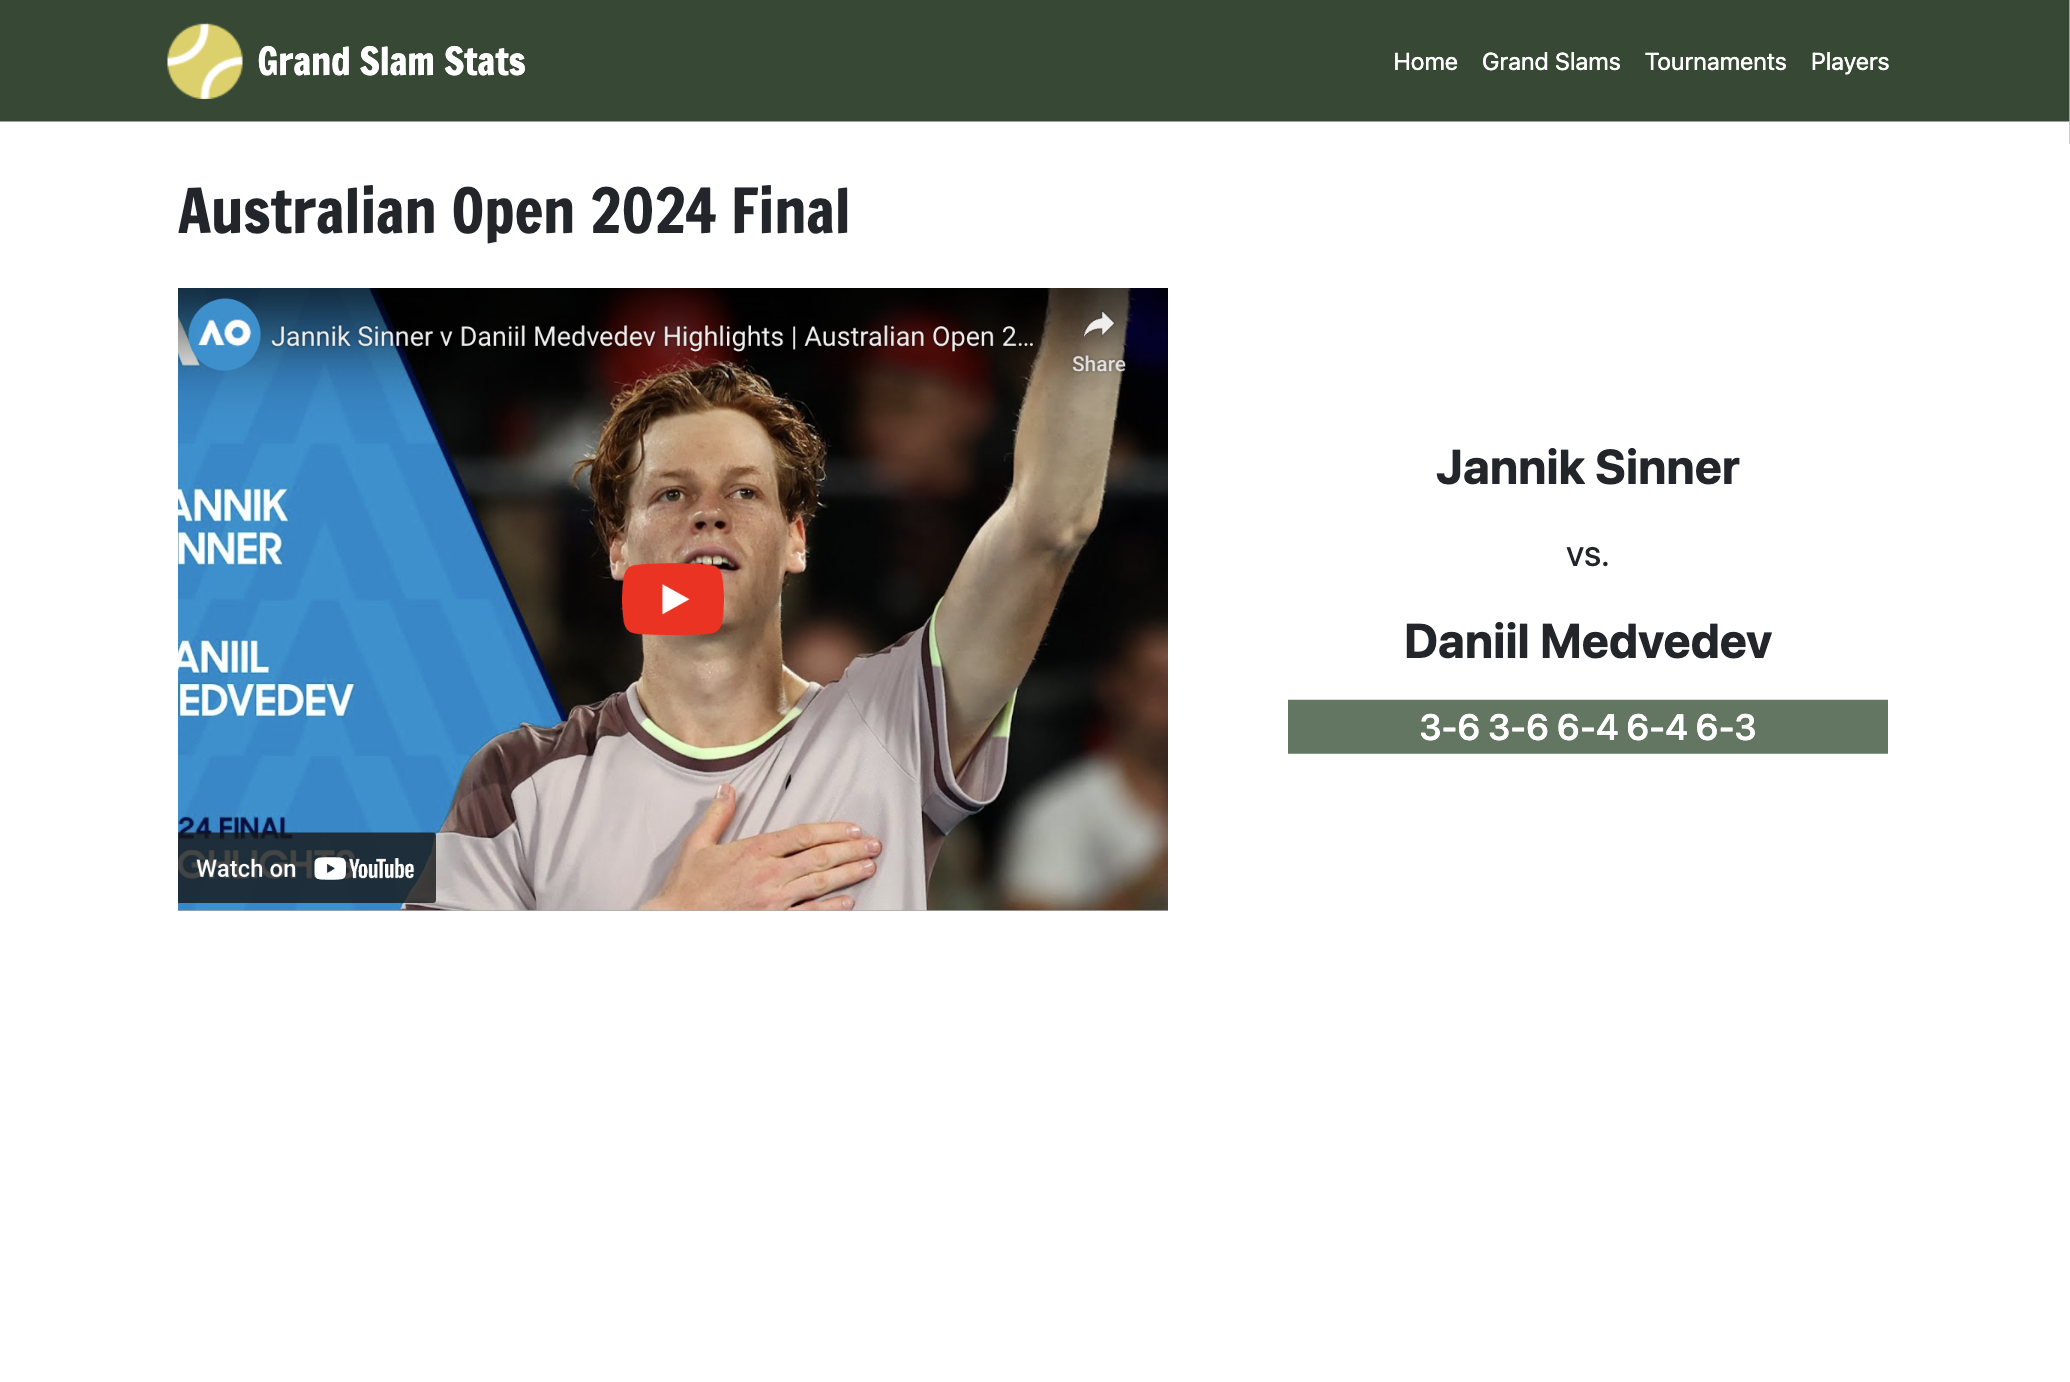 Grand Slam Stats
Home Grand Slams Tournaments Players
Australian Open 2024 Final
AO Jannik Sinner v Daniil Medvedev Highlights | Australian Open 2...
Share
ANNIK
NNER
ANIIL
EDVEDEV
24 FINAL
Watch on YouTube
Jannik Sinner
vs.
Daniil Medvedev
3-6 3-6 6-4 6-4 6-3